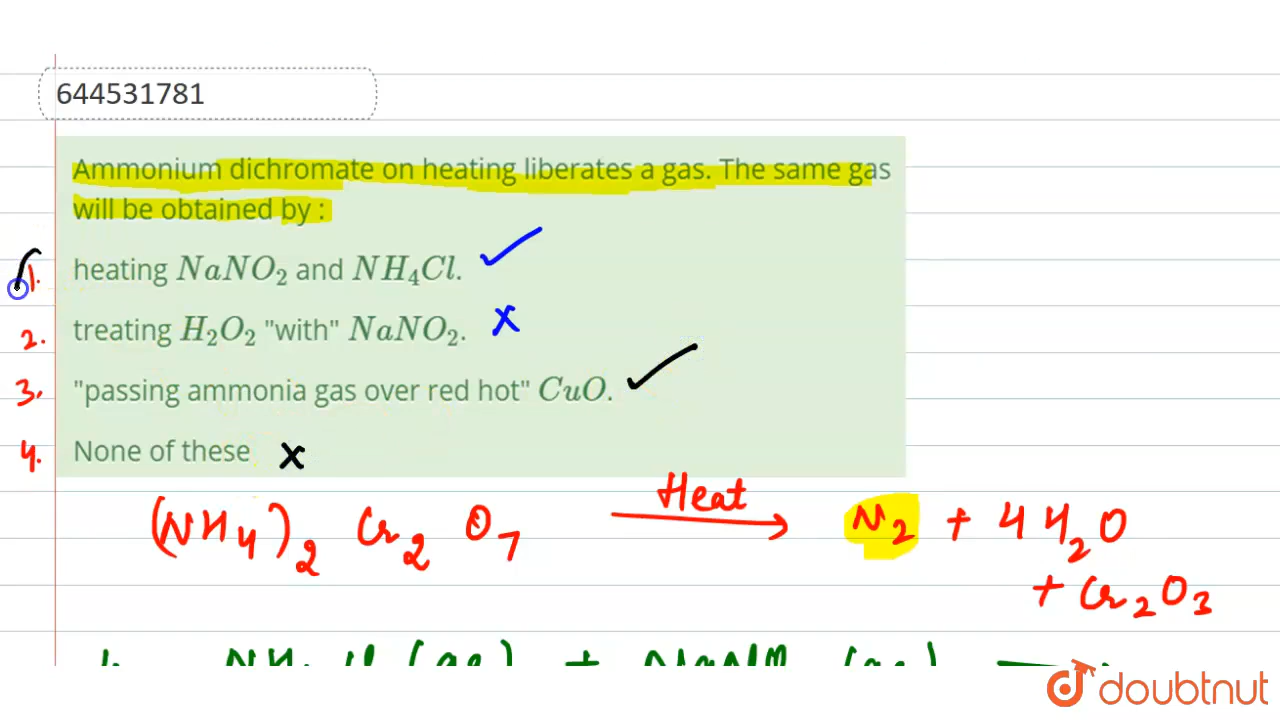 644531781
Ammonium dichromate on heating liberates a gas. The same gas
will be obtained by :
1. heating NaNO₂ and NH₄Cl.
2. treating H₂O₂ "with" NaNO₂.
3. "passing ammonia gas over red hot" CuO.
4. None of these
Heat
(NH₄)₂ Cr₂ O₇ → N₂ + 4H₂O
+ Cr₂O₃
doubtnut